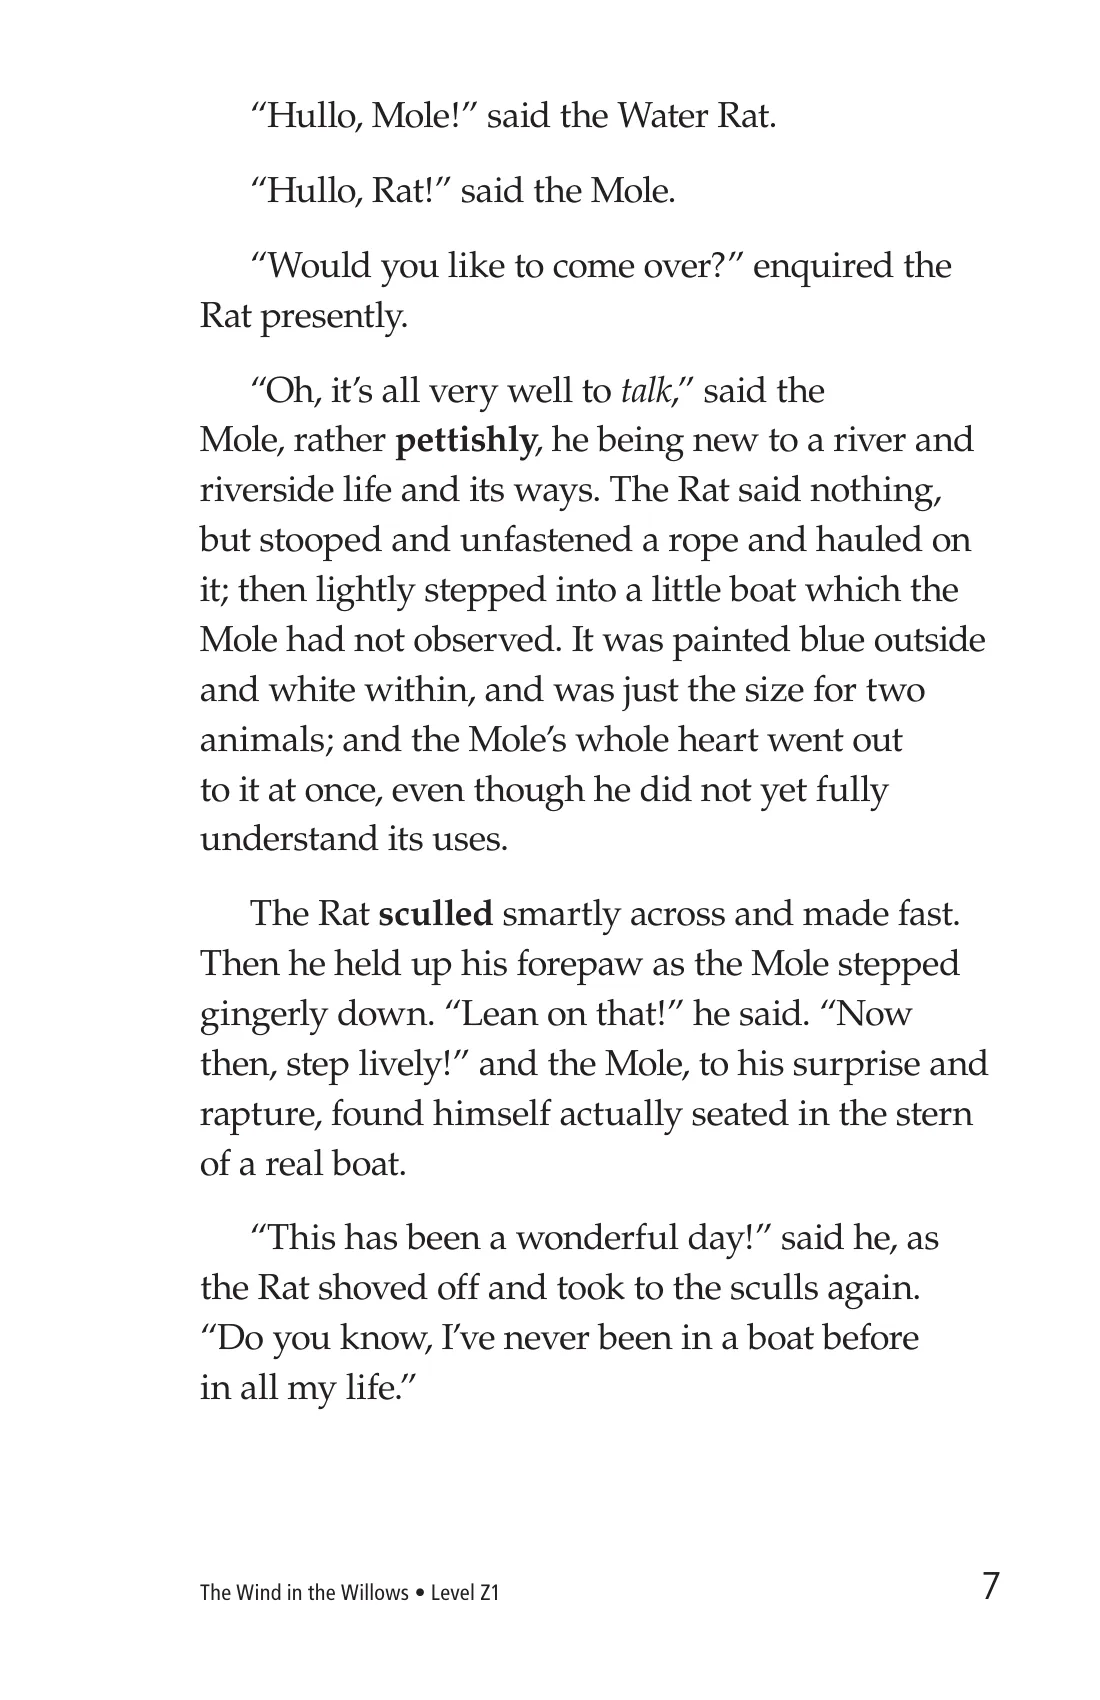 “Hullo, Mole!” said the Water Rat.
“Hullo, Rat!” said the Mole.
“Would you like to come over?” enquired the
Rat presently.
“Oh, it’s all very well to talk,” said the
Mole, rather pettishly, he being new to a river and
riverside life and its ways. The Rat said nothing,
but stooped and unfastened a rope and hauled on
it; then lightly stepped into a little boat which the
Mole had not observed. It was painted blue outside
and white within, and was just the size for two
animals; and the Mole’s whole heart went out
to it at once, even though he did not yet fully
understand its uses.
The Rat sculled smartly across and made fast.
Then he held up his forepaw as the Mole stepped
gingerly down. “Lean on that!” he said. “Now
then, step lively!” and the Mole, to his surprise and
rapture, found himself actually seated in the stern
of a real boat.
“This has been a wonderful day!” said he, as
the Rat shoved off and took to the sculls again.
“Do you know, I’ve never been in a boat before
in all my life.”
The Wind in the Willows • Level Z1
7